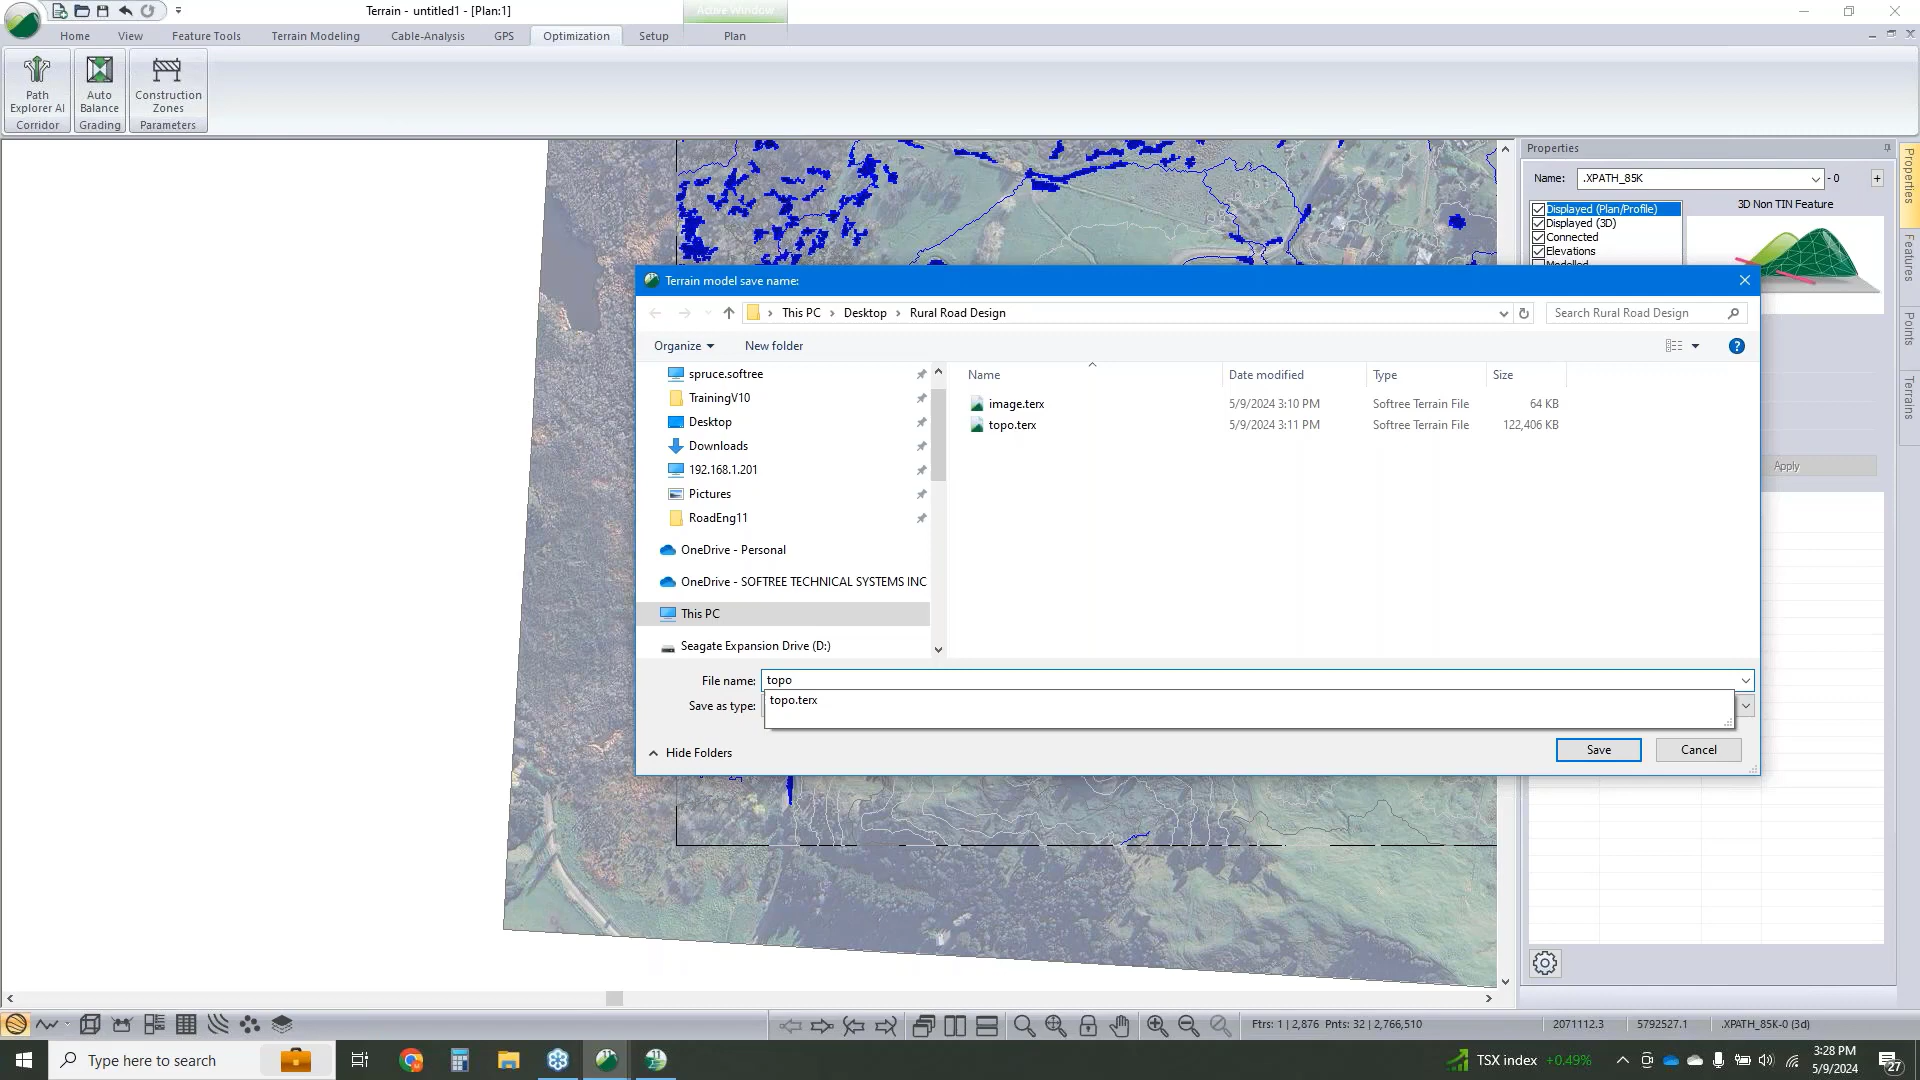 Terrain - untitled1 - [Plan:1]
Active Window
Home View Feature Tools Terrain Modeling Cable-Analysis GPS Optimization Setup Plan
Path Explorer AI
Auto Balance
Construction Zones
Corridor Grading Parameters
Properties
Name: .XPATH_85K - 0 +
Displayed (Plan/Profile)
3D Non TIN Feature
Displayed (3D)
Connected
Elevations
Modelled
Apply
Properties
Features
Points
Terrains
Terrain model save name:
This PC › Desktop › Rural Road Design
Search Rural Road Design
Organize New folder
Name Date modified Type Size
spruce.softree
TrainingV10
Desktop
Downloads
192.168.1.201
Pictures
RoadEng11
OneDrive - Personal
OneDrive - SOFTREE TECHNICAL SYSTEMS INC
This PC
Seagate Expansion Drive (D:)
image.terx 5/9/2024 3:10 PM Softree Terrain File 64 KB
topo.terx 5/9/2024 3:11 PM Softree Terrain File 122,406 KB
File name: topo
topo.terx
Save as type:
Hide Folders
Save Cancel
Ftrs: 1 | 2,876 Pnts: 32 | 2,766,510 2071112.3 5792527.1 .XPATH_85K-0 (3d)
Type here to search
TSX index +0.49%
3:28 PM
5/9/2024
27